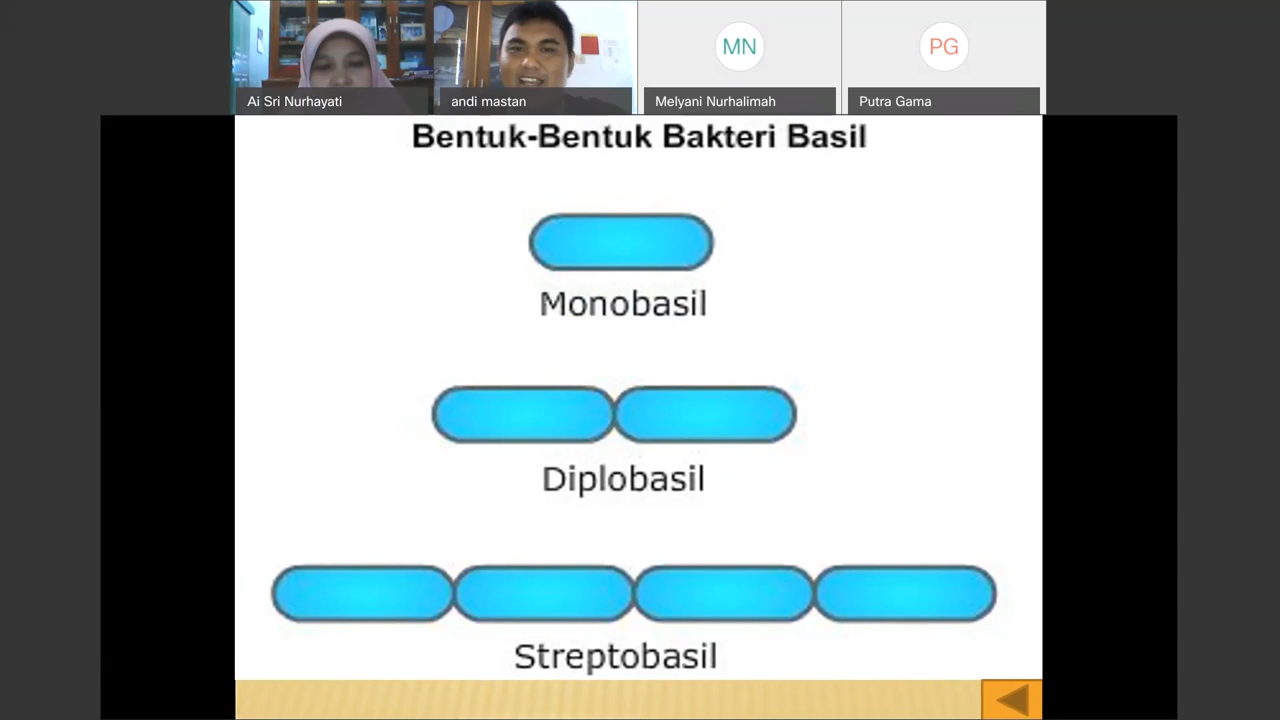 Ai Sri Nurhayati
andi mastan
MN
Melyani Nurhalimah
PG
Putra Gama
Bentuk-Bentuk Bakteri Basil
Monobasil
Diplobasil
Streptobasil